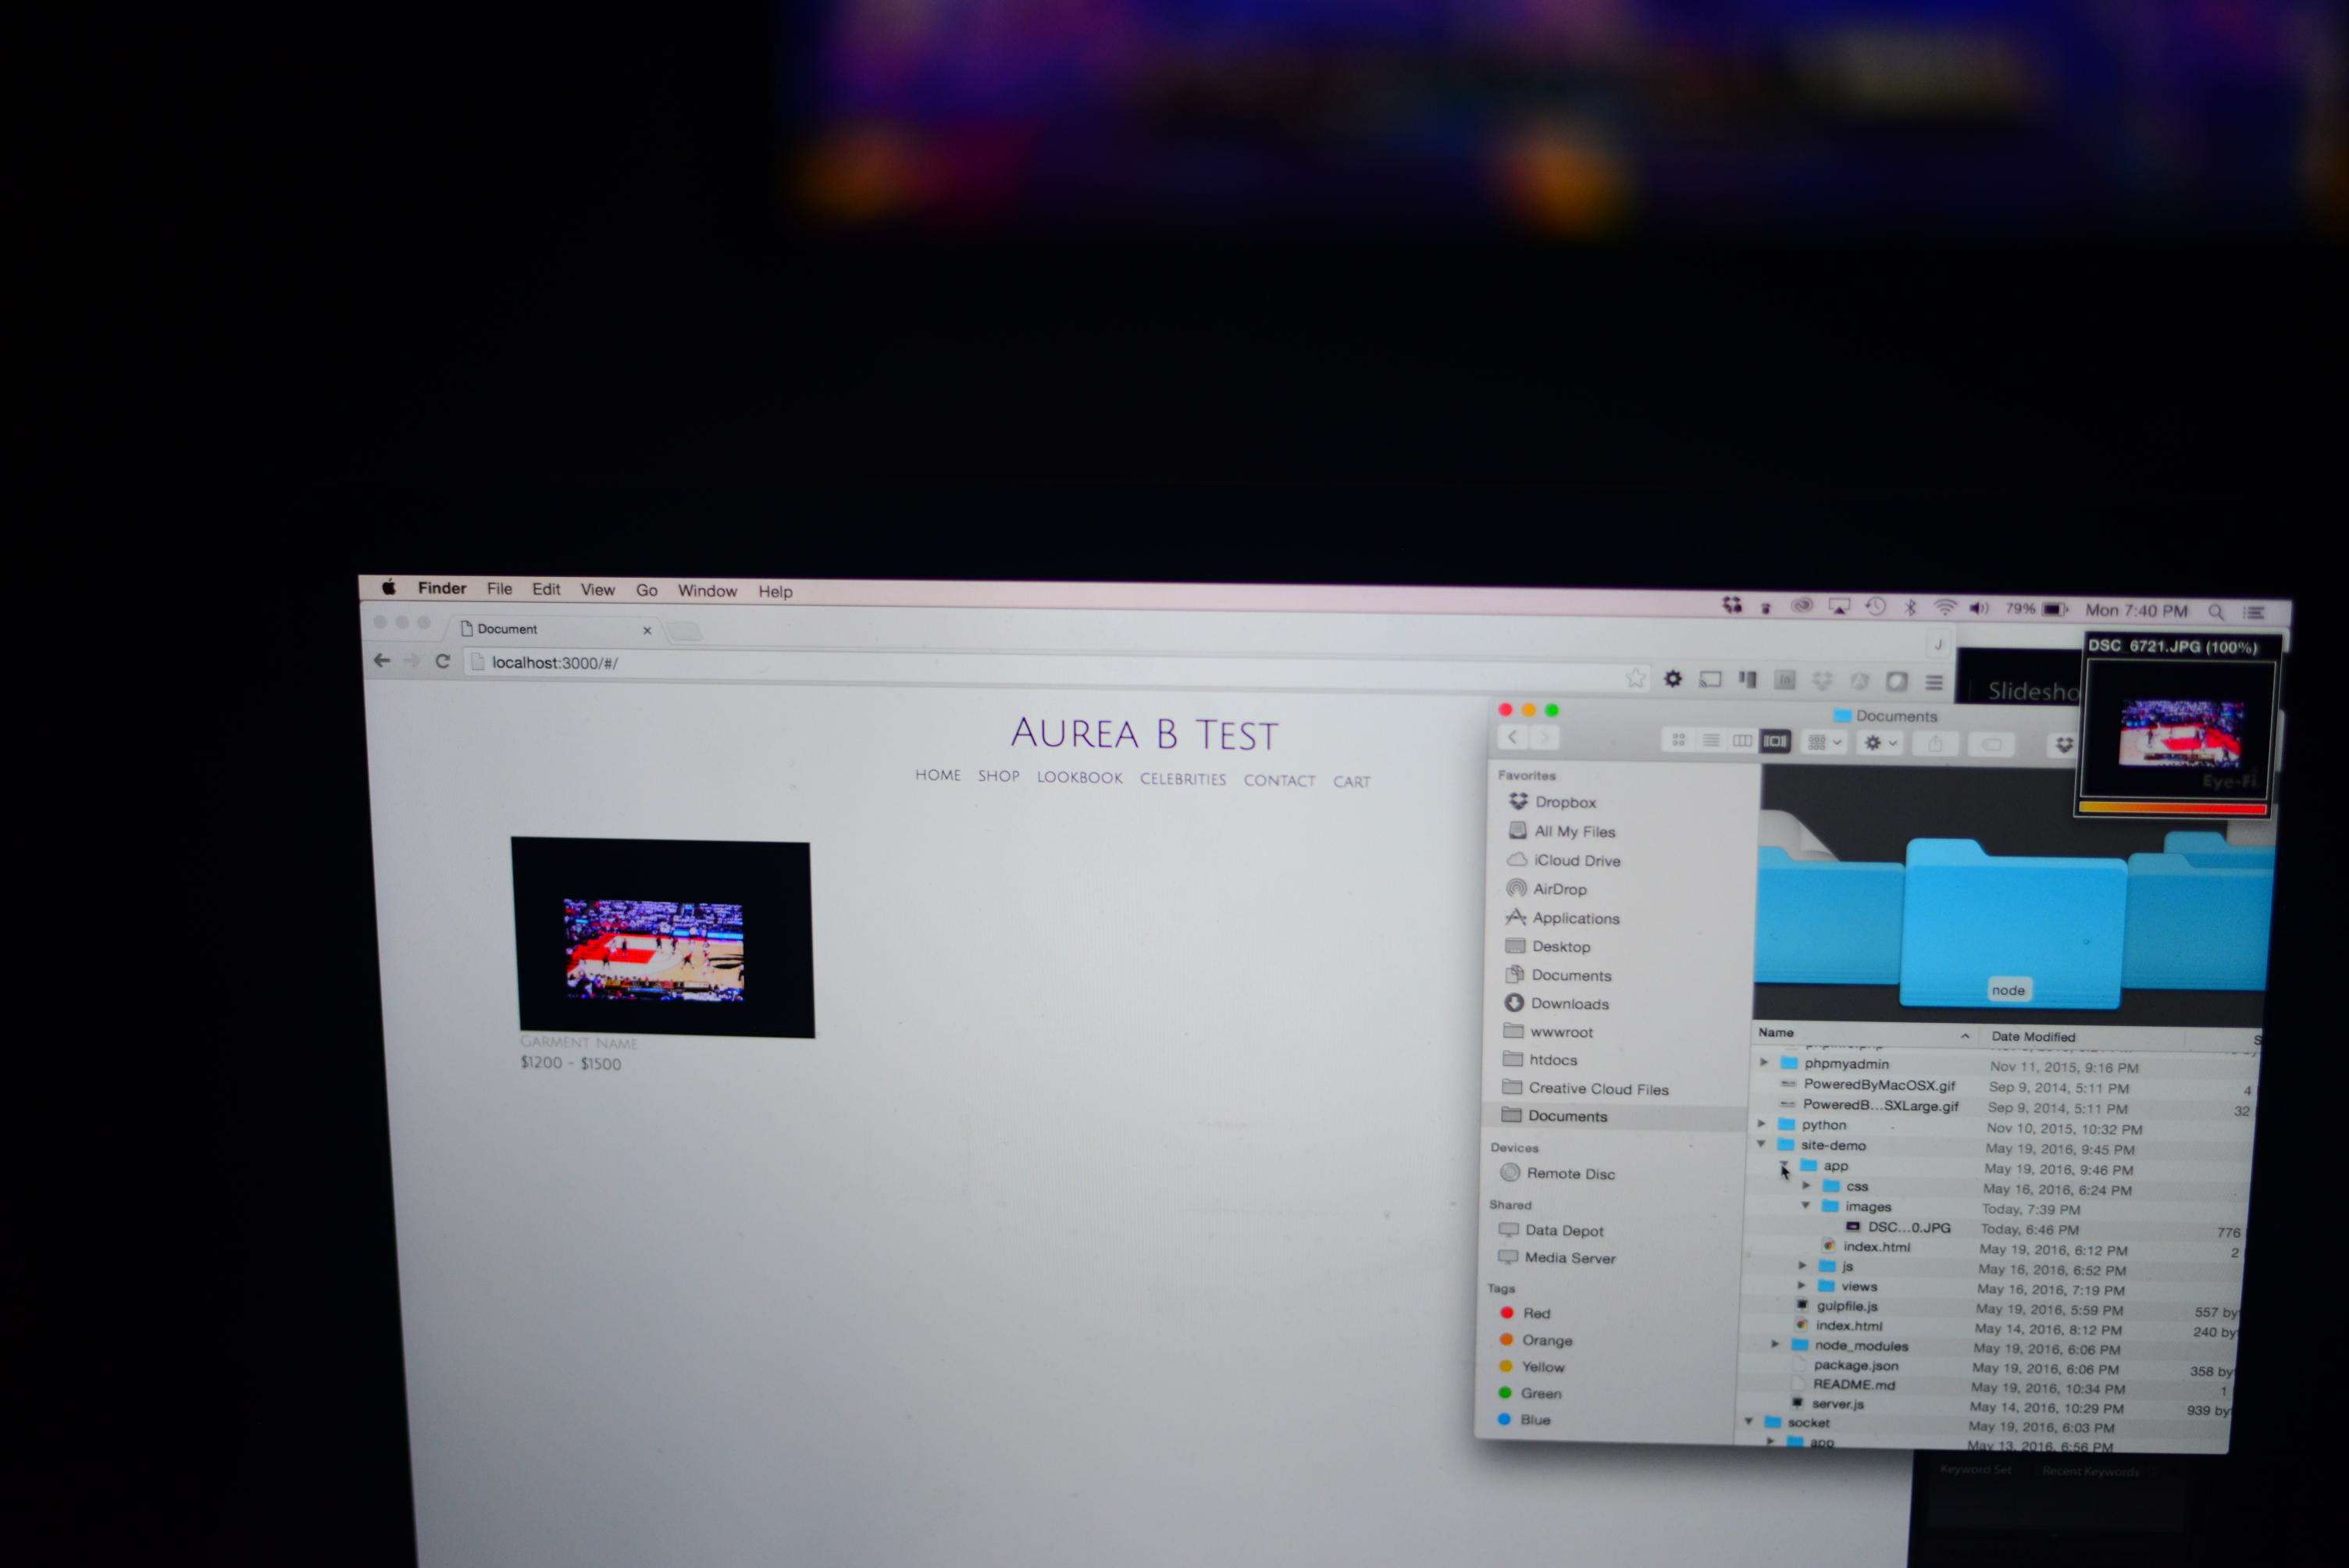 Finder File Edit View Go Window Help
79% Mon 7:40 PM
Document
J
localhost:3000/#/
AUREA B TEST
HOME SHOP LOOKBOOK CELEBRITIES CONTACT CART
GARMENT NAME
$1200 - $1500
Slidesho
DSC_6721.JPG (100%)
Eye-Fi
Documents
Favorites
Dropbox
All My Files
iCloud Drive
AirDrop
Applications
Desktop
Documents
Downloads
wwwroot
htdocs
Creative Cloud Files
Documents
Devices
Remote Disc
Shared
Data Depot
Media Server
Tags
Red
Orange
Yellow
Green
Blue
node
Name Date Modified S
phpmyadmin Nov 11, 2015, 9:16 PM
PoweredByMacOSX.gif Sep 9, 2014, 5:11 PM 4
PoweredB...SXLarge.gif Sep 9, 2014, 5:11 PM 32
python Nov 10, 2015, 10:32 PM
site-demo May 19, 2016, 9:45 PM
app May 19, 2016, 9:46 PM
css May 16, 2016, 6:24 PM
images Today, 7:39 PM
DSC...0.JPG Today, 6:46 PM 776
index.html May 19, 2016, 6:12 PM 2
js May 16, 2016, 6:52 PM
views May 16, 2016, 7:19 PM
gulpfile.js May 19, 2016, 5:59 PM 557 by
index.html May 14, 2016, 8:12 PM 240 by
node_modules May 19, 2016, 6:06 PM
package.json May 19, 2016, 6:06 PM 358 by
README.md May 19, 2016, 10:34 PM 1
server.js May 14, 2016, 10:29 PM 939 by
socket May 19, 2016, 6:03 PM
app May 13, 2016, 6:56 PM
Keyword Set Recent Keywords